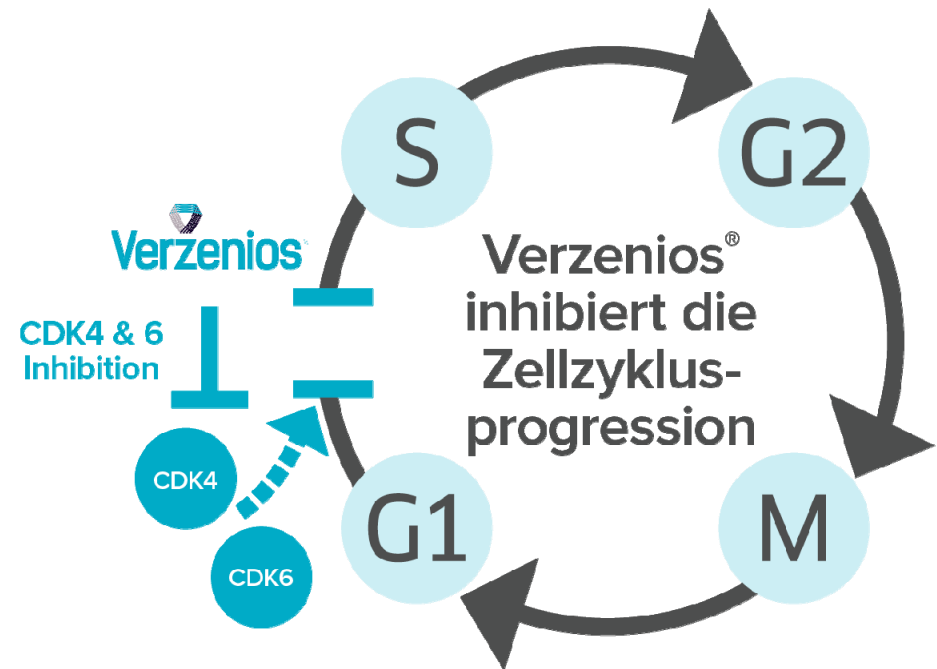 S
G2
Verzenios
CDK4 & 6
Inhibition
Verzenios®
inhibiert die
Zellzyklus-
progression
CDK4
CDK6
G1
M